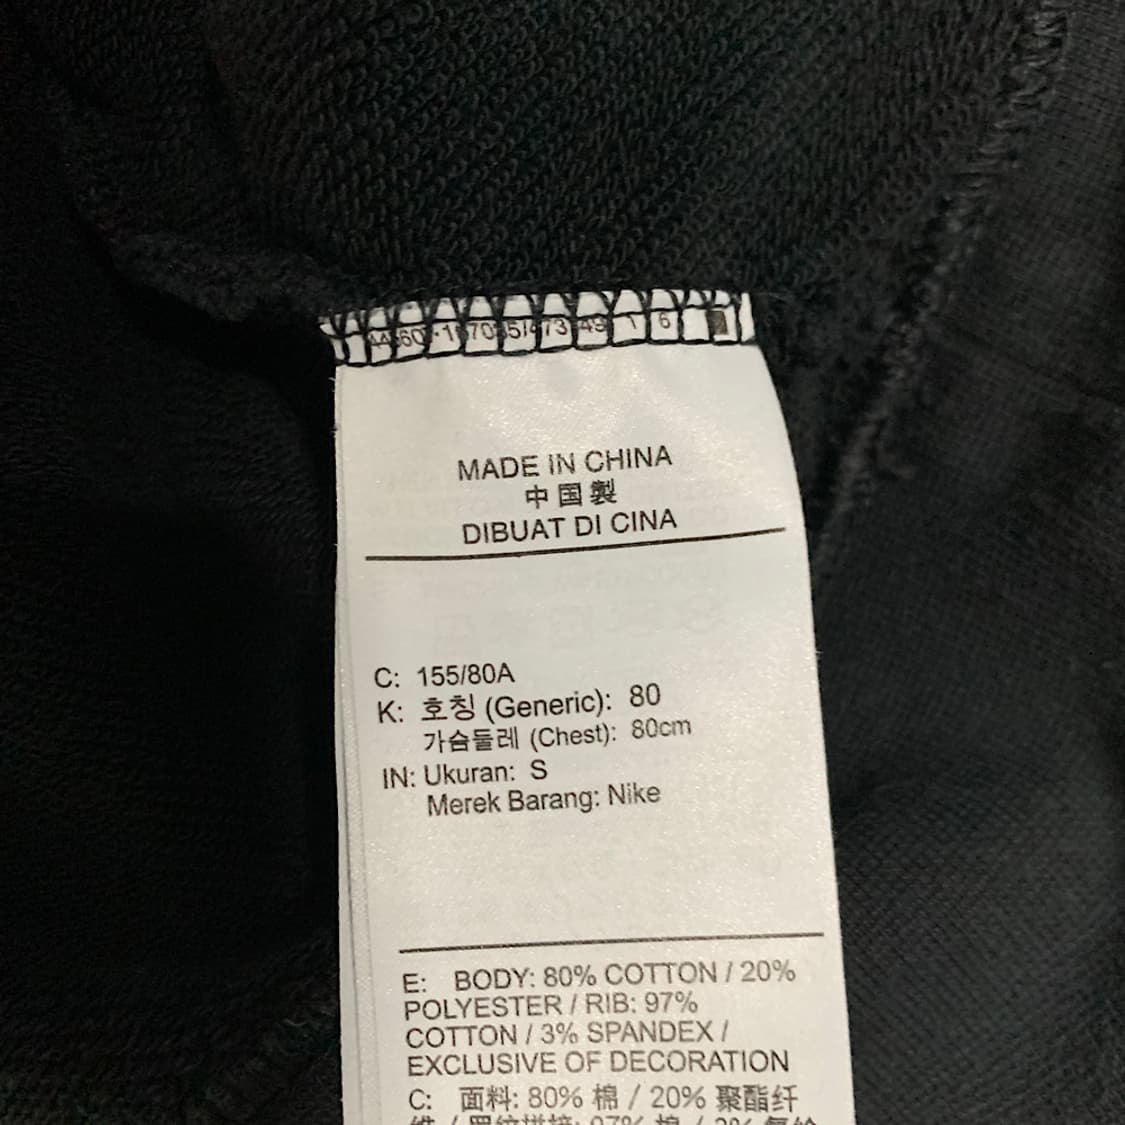 MADE IN CHINA
中国製
DIBUAT DI CINA
C: 155/80A
K: 호칭 (Generic): 80
가슴둘레 (Chest): 80cm
IN: Ukuran: S
Merek Barang: Nike
E: BODY: 80% COTTON / 20%
POLYESTER / RIB: 97%
COTTON / 3% SPANDEX /
EXCLUSIVE OF DECORATION
C: 面料: 80% 棉 / 20% 聚酯纤